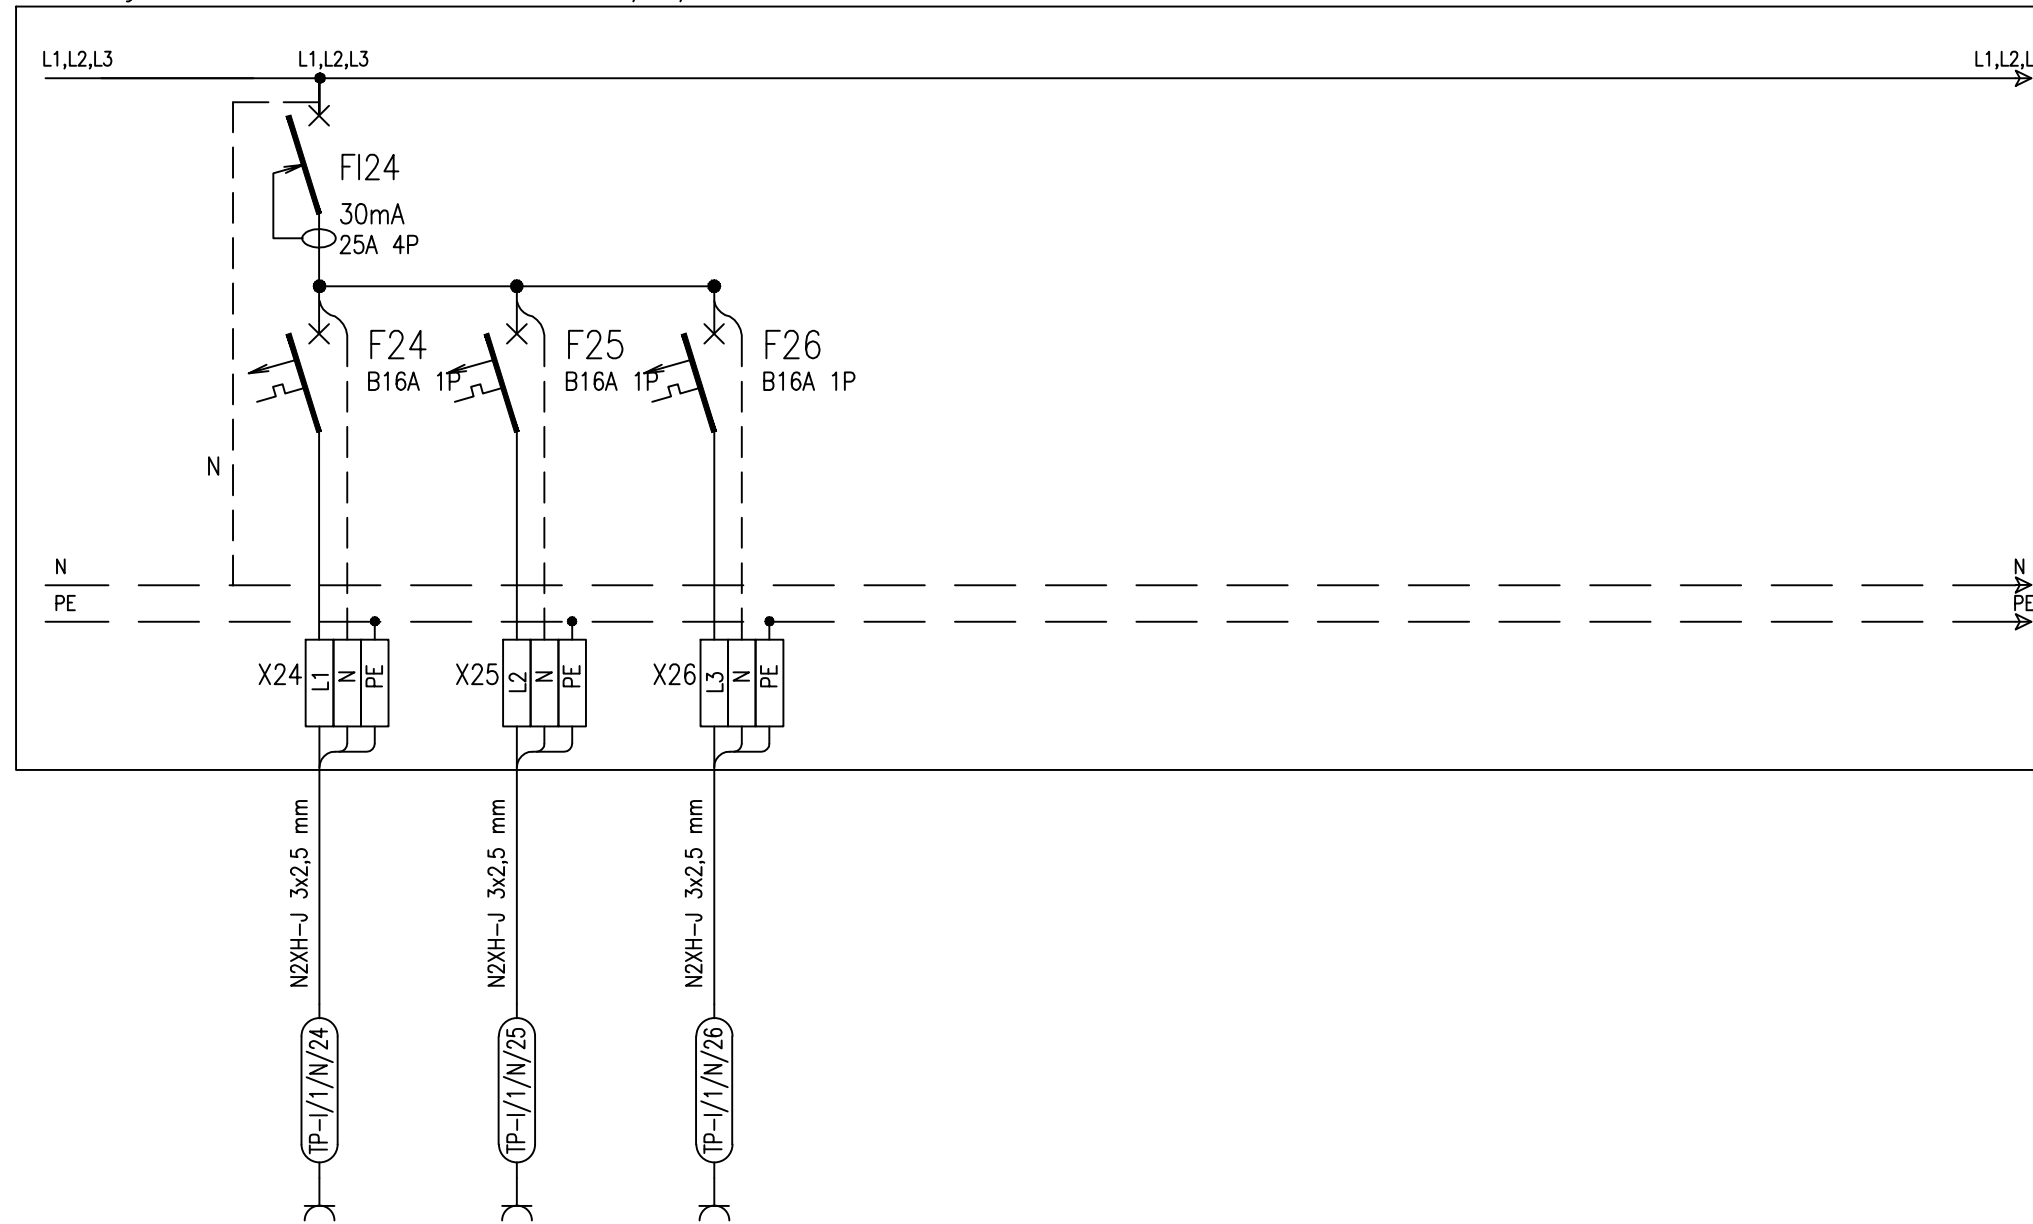 L1,L2,L3
L1,L2,L3
L1,L2,L
FI24
30mA
25A 4P
F24
B16A 1P
F25
B16A 1P
F26
B16A 1P
N
N
N
PE
PE
X24
L1
N
PE
X25
L2
N
PE
X26
L3
N
PE
N2XH-J 3x2,5 mm
N2XH-J 3x2,5 mm
N2XH-J 3x2,5 mm
TP-I/1/N/24
TP-I/1/N/25
TP-I/1/N/26